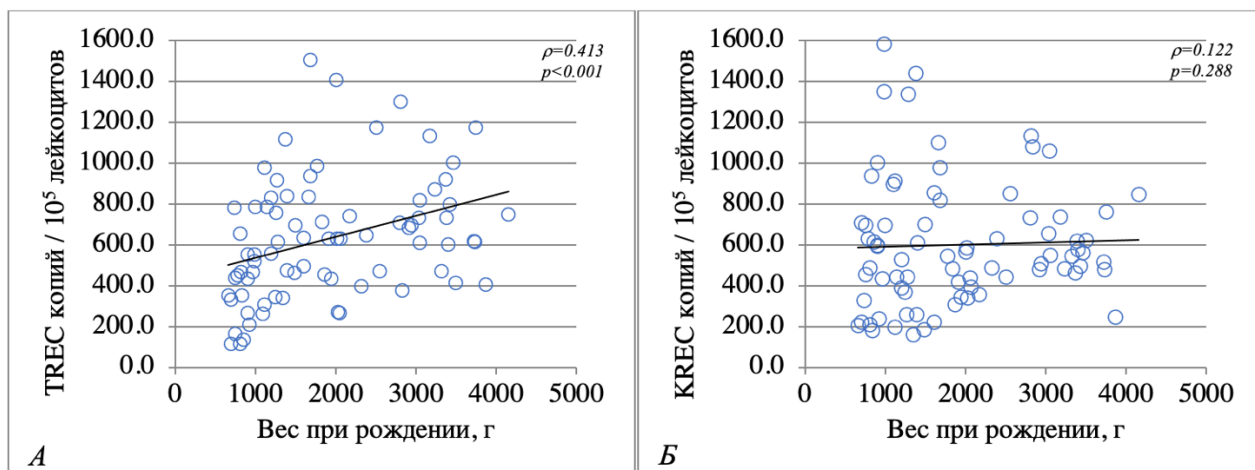 1600.0
1400.0
1200.0
1000.0
800.0
600.0
400.0
200.0
0.0
TREC копий / 10⁵ лейкоцитов
ρ=0.413
p<0.001
0 1000 2000 3000 4000 5000
Вес при рождении, г
А
1600.0
1400.0
1200.0
1000.0
800.0
600.0
400.0
200.0
0.0
KREC копий / 10⁵ лейкоцитов
ρ=0.122
p=0.288
0 1000 2000 3000 4000 5000
Вес при рождении, г
Б